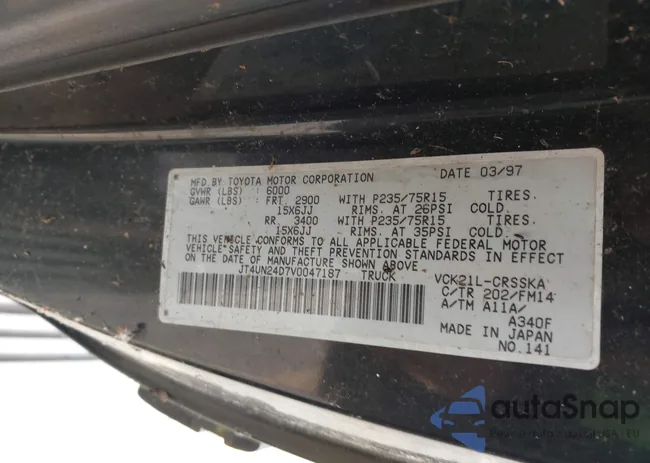 MFD BY TOYOTA MOTOR CORPORATION DATE 03/97
GVWR (LBS) : 6000
GAWR (LBS) : FRT. 2900 WITH P235/75R15 TIRES.
15X6JJ RIMS. AT 26PSI COLD.
RR. 3400 WITH P235/75R15 TIRES.
15X6JJ RIMS. AT 35PSI COLD.
THIS VEHICLE CONFORMS TO ALL APPLICABLE FEDERAL MOTOR
VEHICLE SAFETY AND THEFT PREVENTION STANDARDS IN EFFECT
ON THE DATE OF MANUFACTURE SHOWN ABOVE.
JT4UN24D7V0047187 TRUCK VCK21L-CRSSKA
C/TR 202/FM14
A/TM A11A/
A340F
MADE IN JAPAN
NO.141
autoSnap